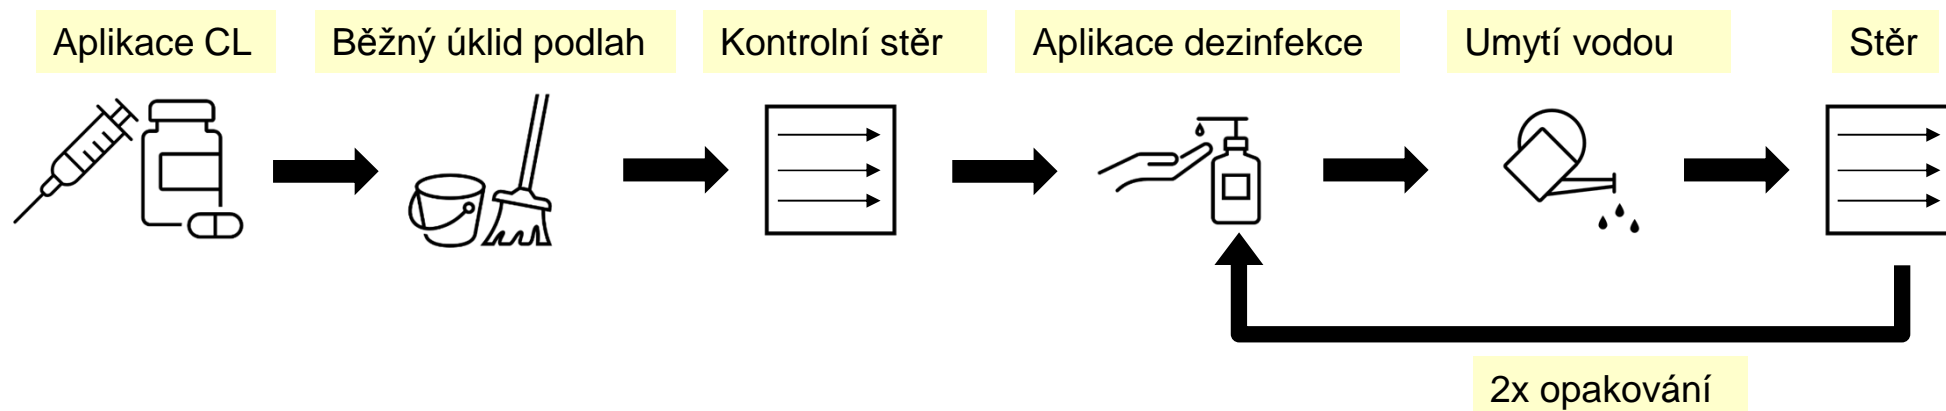 Aplikace CL
Běžný úklid podlah
Kontrolní stěr
Aplikace dezinfekce
Umytí vodou
Stěr
2x opakování